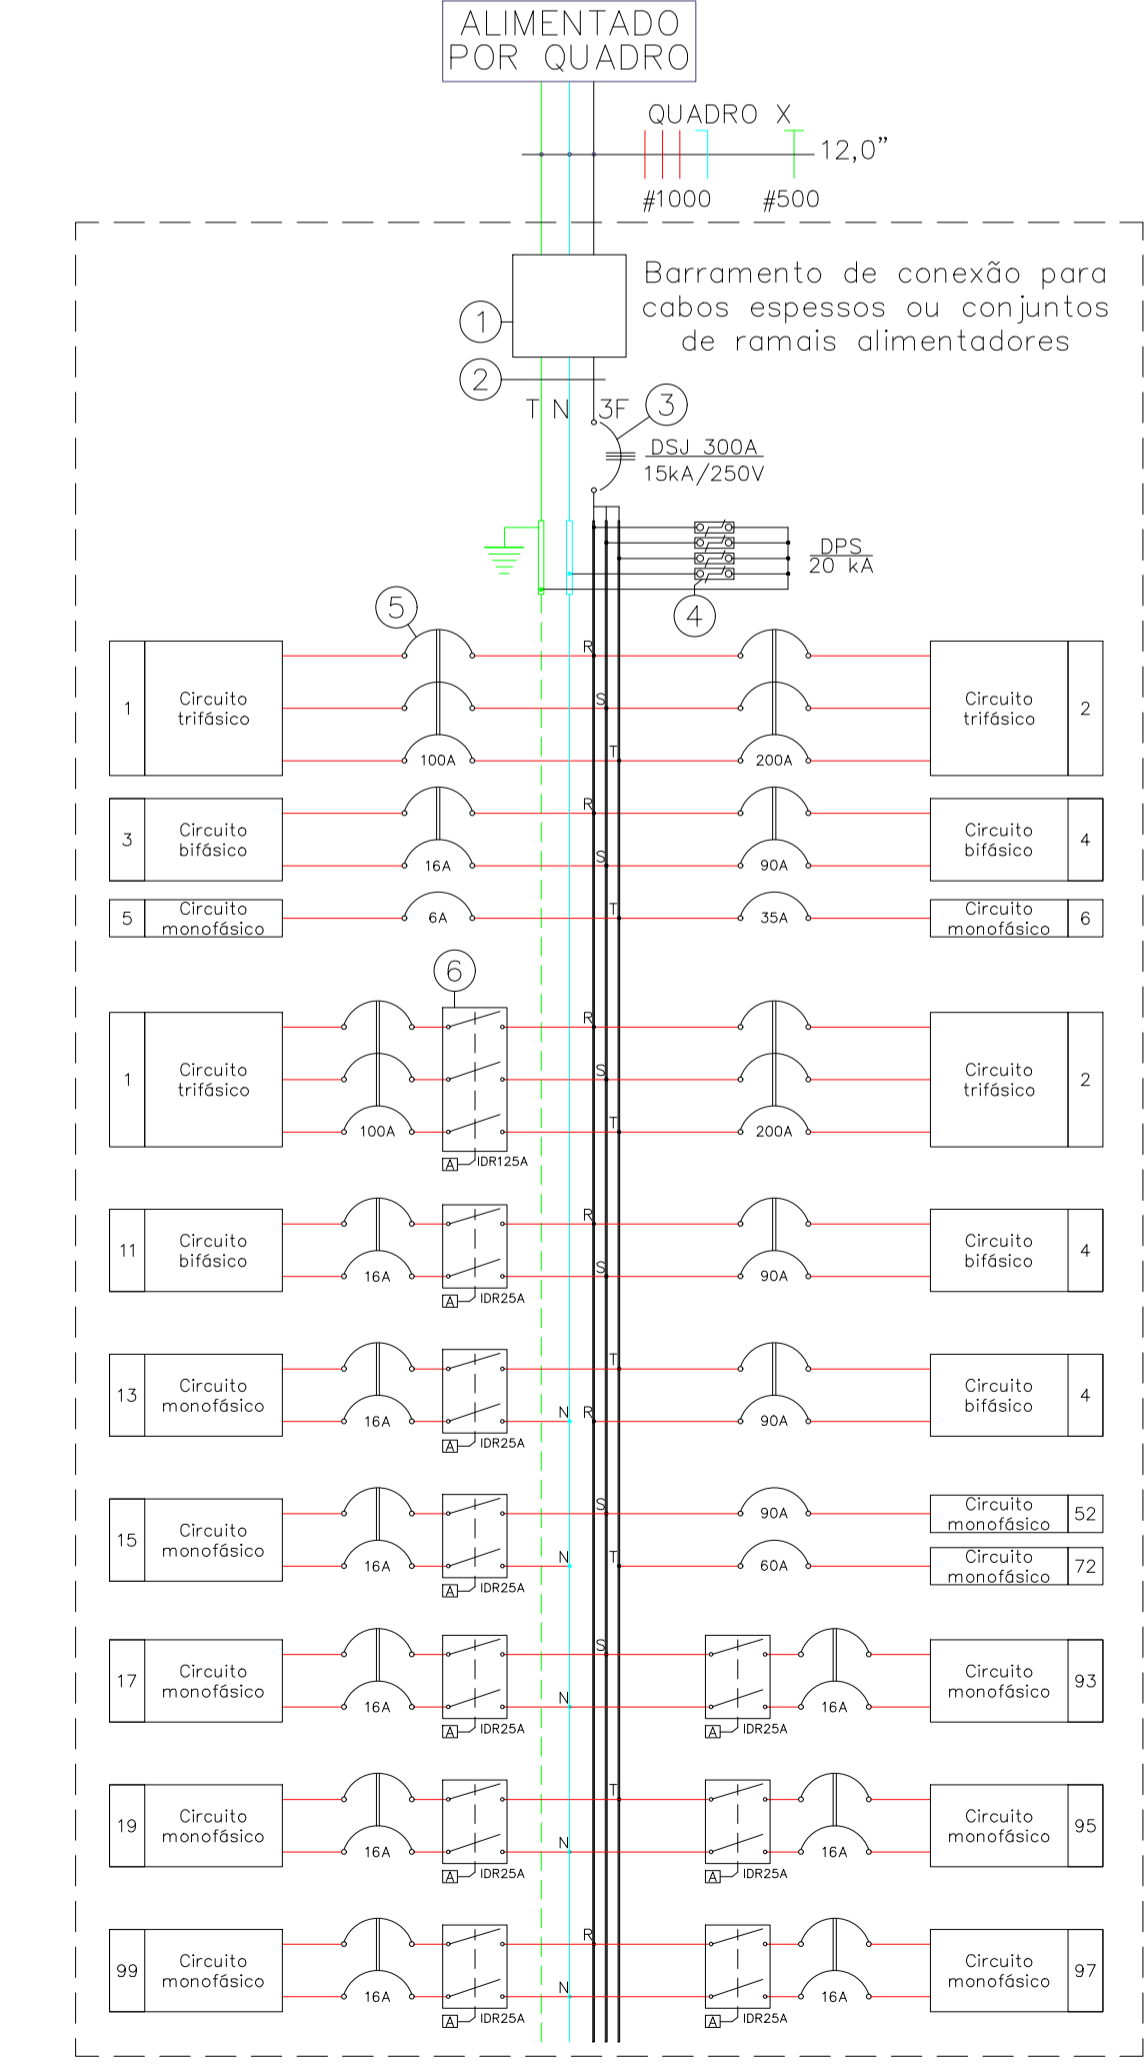 ALIMENTADO
POR QUADRO
QUADRO X
12,0”
#1000
#500
Barramento de conexão para
cabos espessos ou conjuntos
de ramais alimentadores
1
2
T N 3F
3
DSJ 300A
15kA/250V
DPS
20 kA
4
5
1
Circuito
trifásico
100A
R
S
T
200A
Circuito
trifásico
2
3
Circuito
bifásico
16A
R
S
90A
Circuito
bifásico
4
5
Circuito
monofásico
6A
T
35A
Circuito
monofásico
6
6
1
Circuito
trifásico
100A
A
IDR125A
R
S
T
200A
Circuito
trifásico
2
11
Circuito
bifásico
16A
A
IDR25A
R
S
90A
Circuito
bifásico
4
13
Circuito
monofásico
16A
A
IDR25A
T
N R
90A
Circuito
bifásico
4
15
Circuito
monofásico
16A
A
IDR25A
S
N
T
90A
Circuito
monofásico
52
60A
Circuito
monofásico
72
17
Circuito
monofásico
16A
A
IDR25A
S
N
A
IDR25A
16A
Circuito
monofásico
93
19
Circuito
monofásico
16A
A
IDR25A
T
N
A
IDR25A
16A
Circuito
monofásico
95
99
Circuito
monofásico
16A
A
IDR25A
R
N
A
IDR25A
16A
Circuito
monofásico
97